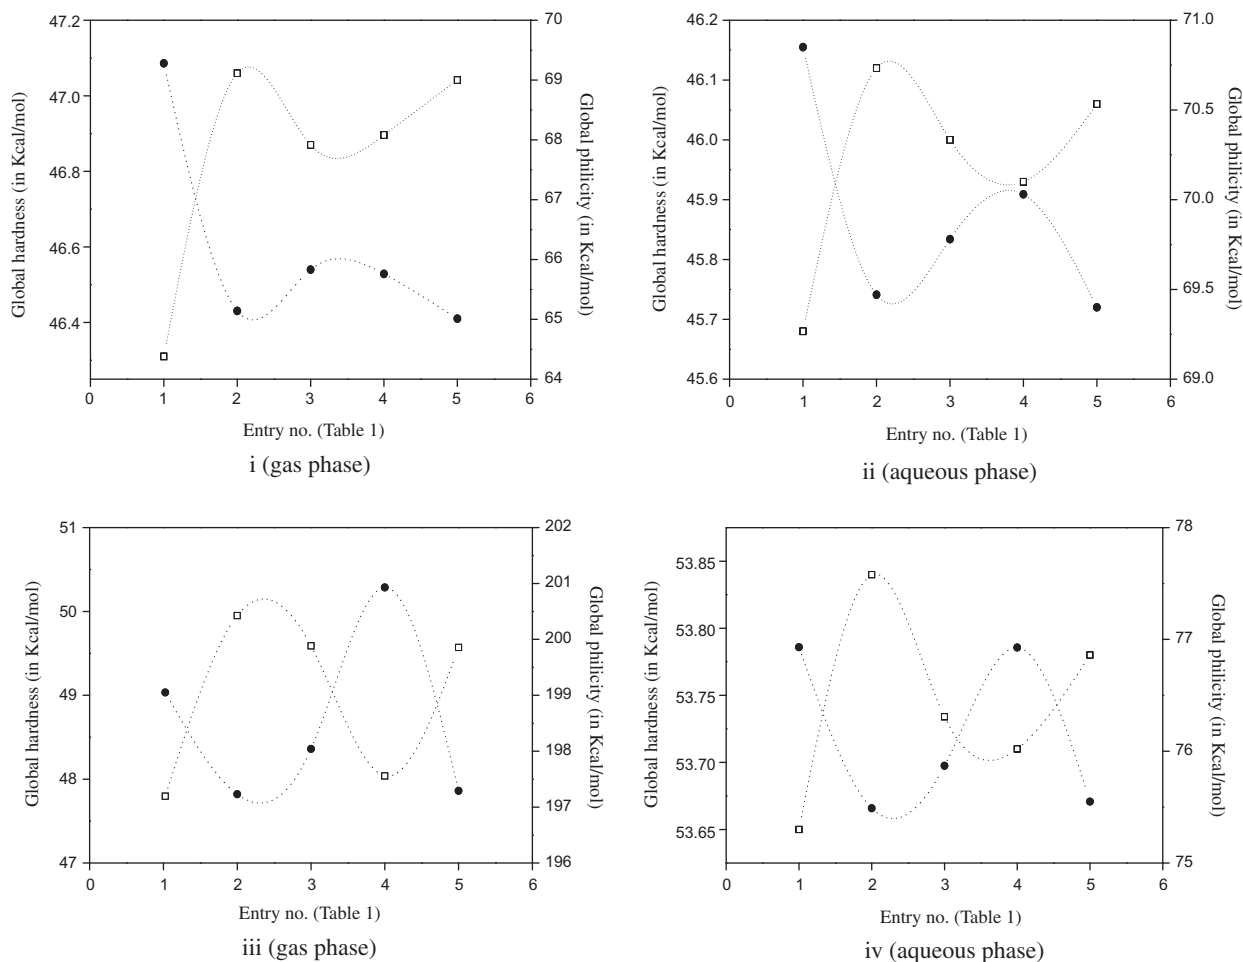 47.2
47.0
46.8
46.6
46.4
70
69
68
67
66
65
64
0 1 2 3 4 5 6
Global hardness (in Kcal/mol)
Global philicity (in Kcal/mol)
Entry no. (Table 1)
i (gas phase)
46.2
46.1
46.0
45.9
45.8
45.7
45.6
71.0
70.5
70.0
69.5
69.0
0 1 2 3 4 5 6
Global hardness (in Kcal/mol)
Global philicity (in Kcal/mol)
Entry no. (Table 1)
ii (aqueous phase)
51
50
49
48
47
202
201
200
199
198
197
196
0 1 2 3 4 5 6
Global hardness (in Kcal/mol)
Global philicity (in Kcal/mol)
Entry no. (Table 1)
iii (gas phase)
53.85
53.80
53.75
53.70
53.65
78
77
76
75
0 1 2 3 4 5 6
Global hardness (in Kcal/mol)
Global philicity (in Kcal/mol)
Entry no. (Table 1)
iv (aqueous phase)